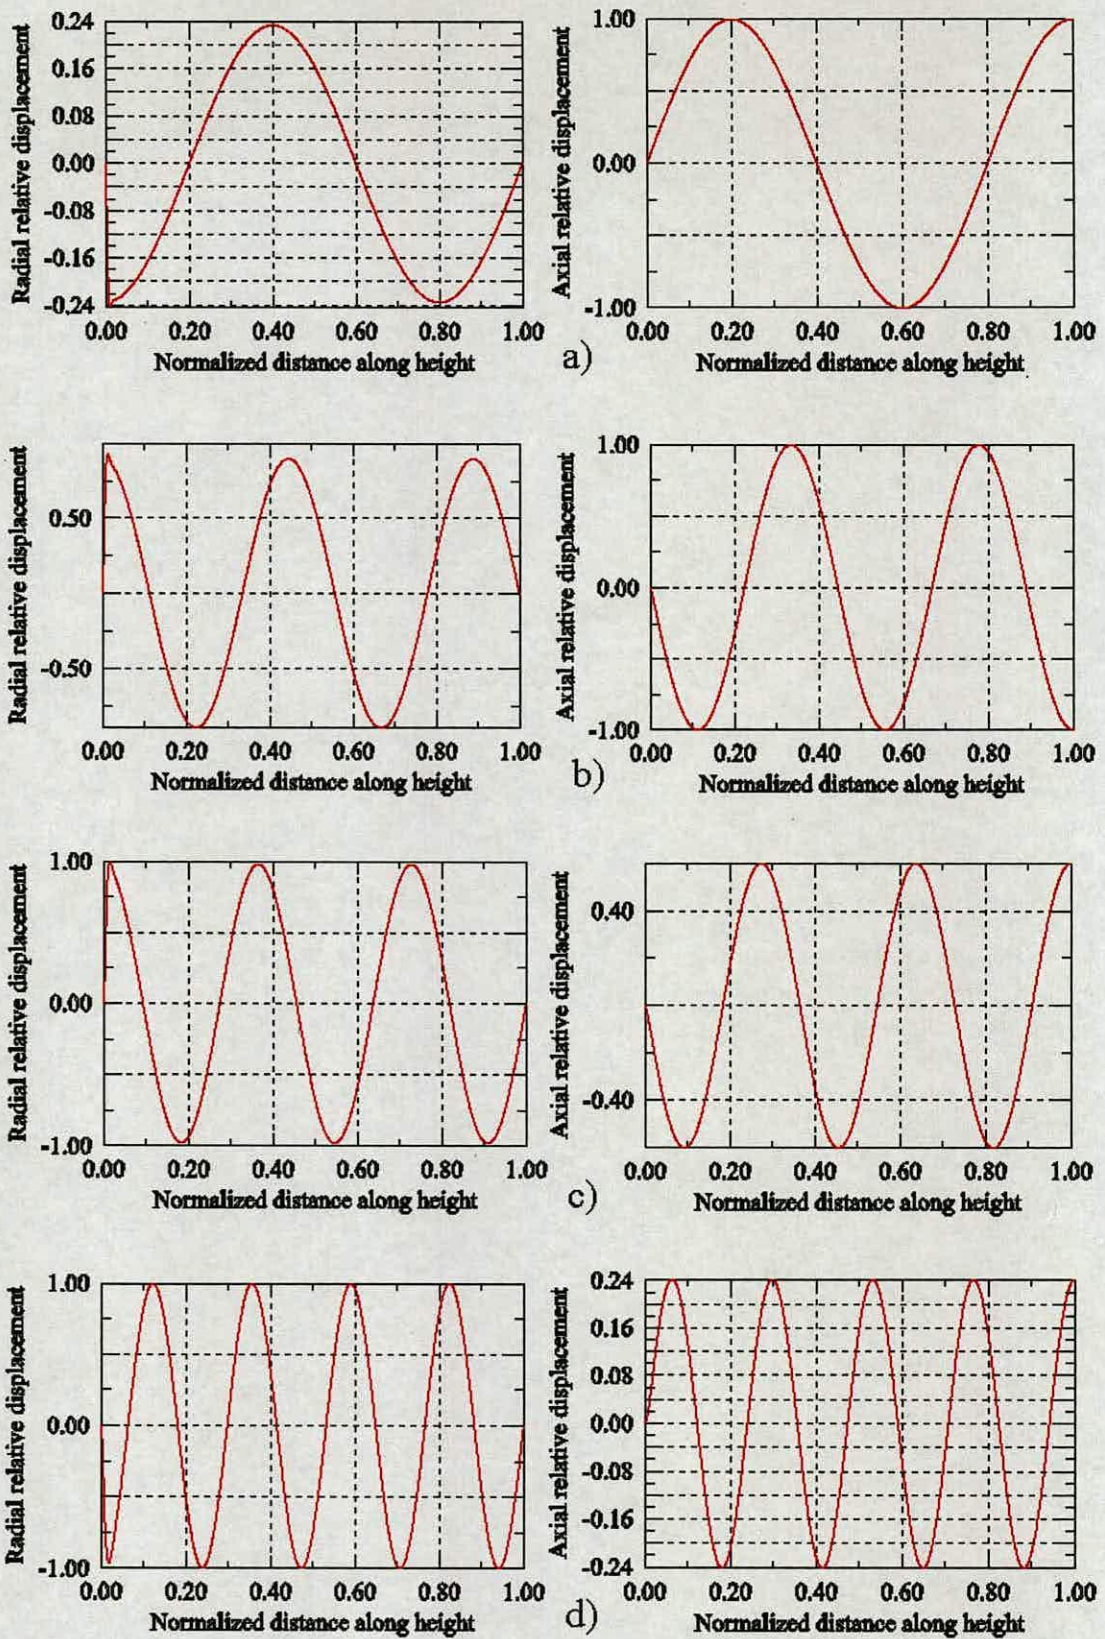 Radial relative displacement
0.24
0.16
0.08
0.00
-0.08
-0.16
-0.24
0.00 0.20 0.40 0.60 0.80 1.00
Normalized distance along height
Axial relative displacement
1.00
0.00
-1.00
0.00 0.20 0.40 0.60 0.80 1.00
Normalized distance along height
a)
Radial relative displacement
0.50
-0.50
0.00 0.20 0.40 0.60 0.80 1.00
Normalized distance along height
Axial relative displacement
1.00
0.00
-1.00
0.00 0.20 0.40 0.60 0.80 1.00
Normalized distance along height
b)
Radial relative displacement
1.00
0.00
-1.00
0.00 0.20 0.40 0.60 0.80 1.00
Normalized distance along height
Axial relative displacement
0.40
-0.40
0.00 0.20 0.40 0.60 0.80 1.00
Normalized distance along height
c)
Radial relative displacement
1.00
0.00
-1.00
0.00 0.20 0.40 0.60 0.80 1.00
Normalized distance along height
Axial relative displacement
0.24
0.16
0.08
0.00
-0.08
-0.16
-0.24
0.00 0.20 0.40 0.60 0.80 1.00
Normalized distance along height
d)